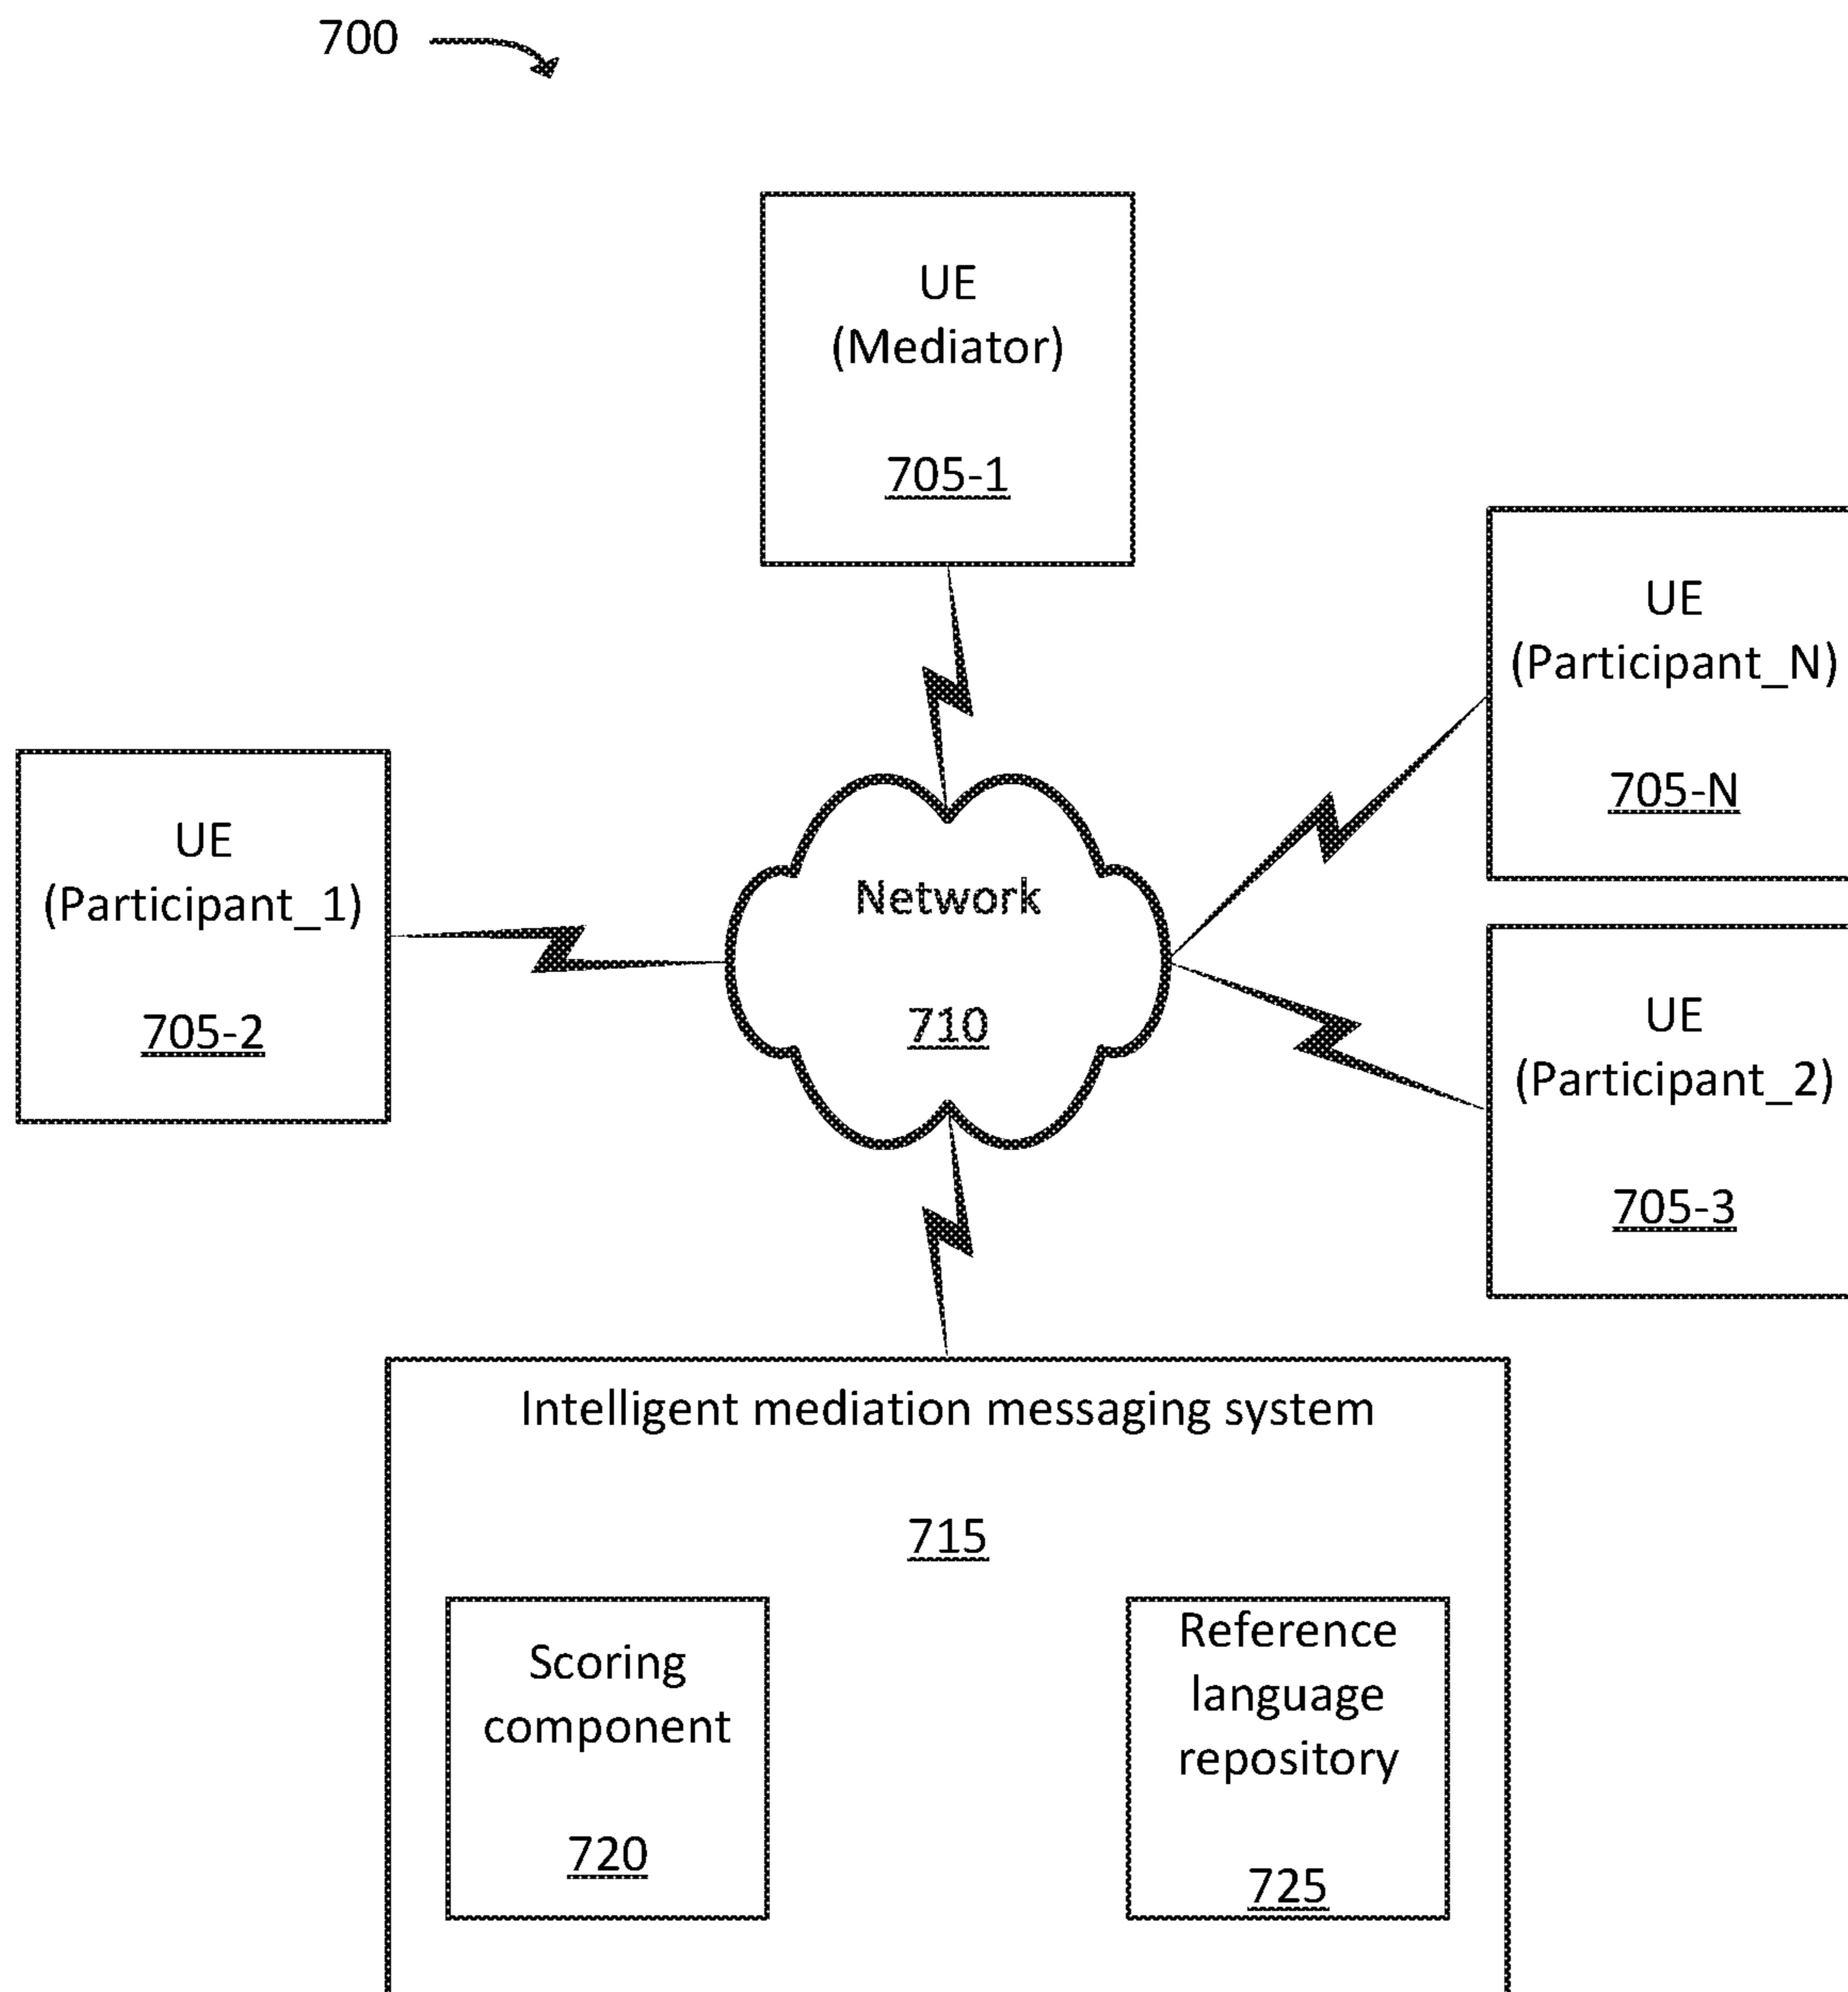 700
UE
(Mediator)
705-1
UE
(Participant_N)
705-N
UE
(Participant_1)
705-2
Network
710
UE
(Participant_2)
705-3
Intelligent mediation messaging system
715
Scoring
component
720
Reference
language
repository
725